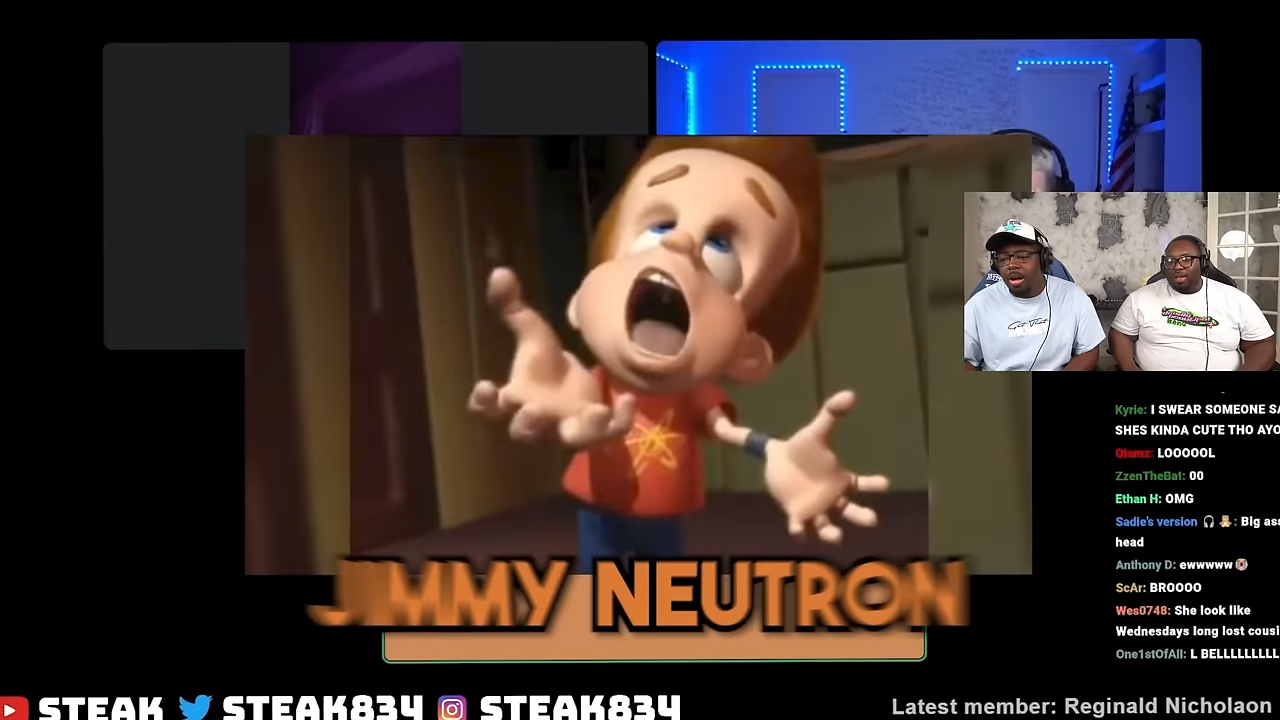 Kyrie: I SWEAR SOMEONE SA
SHES KINDA CUTE THO AYO
Qlamz: LOOOOOL
ZzenTheBat: 00
Ethan H: OMG
Sadie's version 🎧 🧸: Big ass
head
Anthony D: ewwwww
ScAr: BROOOO
Wes0748: She look like
Wednesdays long lost cousi
One1stOfAll: L BELLLLLLLLL
JIMMY NEUTRON
STEAK STEAK834 STEAK834
Latest member: Reginald Nicholaon